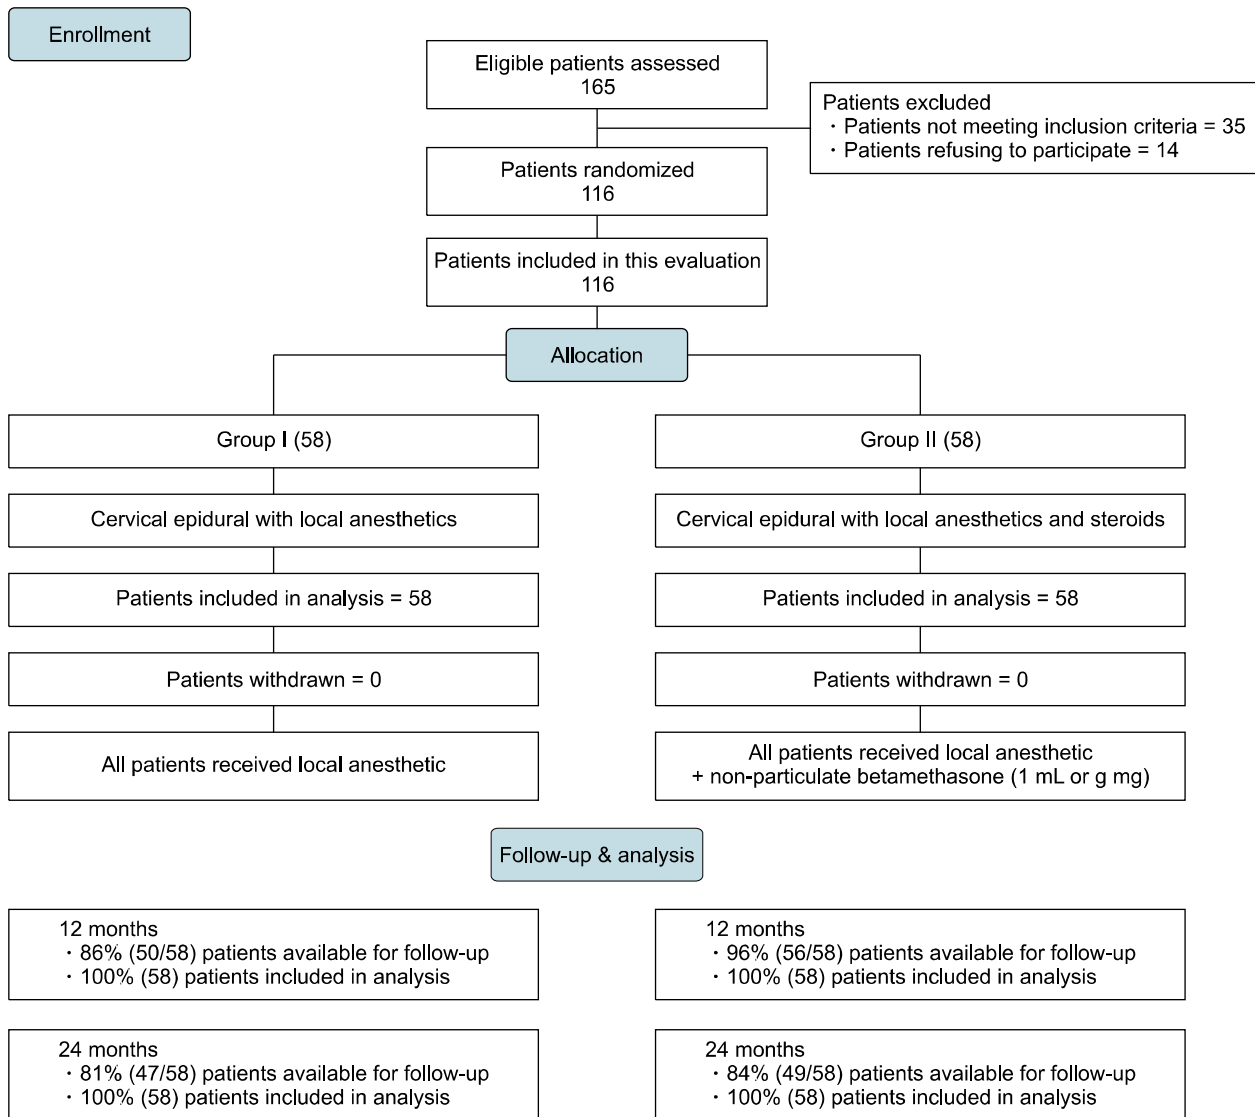 Enrollment
Eligible patients assessed
165
Patients excluded
· Patients not meeting inclusion criteria = 35
· Patients refusing to participate = 14
Patients randomized
116
Patients included in this evaluation
116
Allocation
Group I (58)
Cervical epidural with local anesthetics
Patients included in analysis = 58
Patients withdrawn = 0
All patients received local anesthetic
Group II (58)
Cervical epidural with local anesthetics and steroids
Patients included in analysis = 58
Patients withdrawn = 0
All patients received local anesthetic
+ non-particulate betamethasone (1 mL or g mg)
Follow-up & analysis
12 months
· 86% (50/58) patients available for follow-up
· 100% (58) patients included in analysis
24 months
· 81% (47/58) patients available for follow-up
· 100% (58) patients included in analysis
12 months
· 96% (56/58) patients available for follow-up
· 100% (58) patients included in analysis
24 months
· 84% (49/58) patients available for follow-up
· 100% (58) patients included in analysis